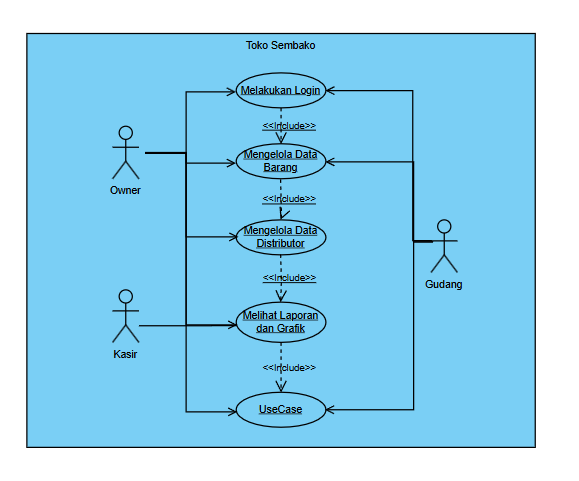 Toko Sembako
Melakukan Login
<<Include>>
Mengelola Data
Barang
Owner
<<Include>>
Mengelola Data
Distributor
Gudang
<<Include>>
Melihat Laporan
dan Grafik
Kasir
<<Include>>
UseCase